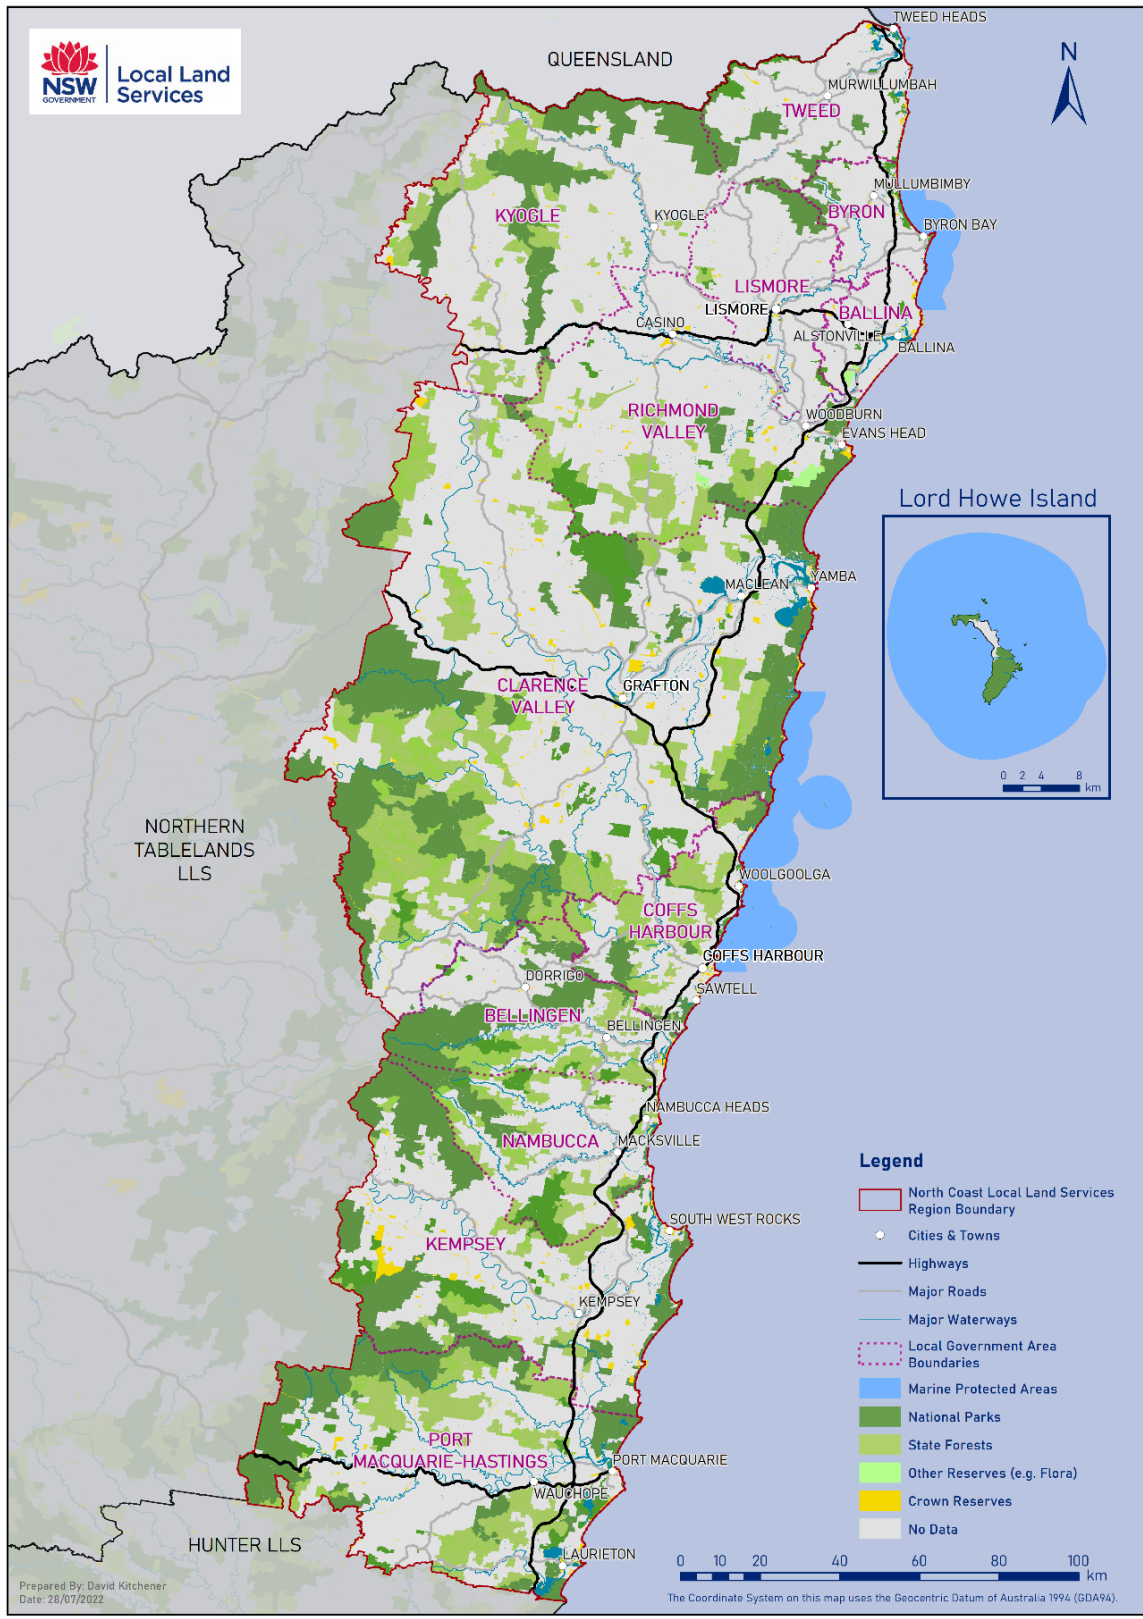 NSW
GOVERNMENT
Local Land
Services
QUEENSLAND
TWEED HEADS
N
MURWILLUMBAH
TWEED
MULLUMBIMBY
KYOGLE
KYOGLE
BYRON
BYRON BAY
LISMORE
LISMORE
BALLINA
CASINO
ALSTONVILLE
BALLINA
RICHMOND
VALLEY
WOODBURN
EVANS HEAD
Lord Howe Island
MACLEAN
YAMBA
CLARENCE
VALLEY
GRAFTON
0 2 4 8
km
NORTHERN
TABLELANDS
LLS
WOOLGOOLGA
COFFS
HARBOUR
COFFS HARBOUR
DORRIGO
SAWTELL
BELLINGEN
BELLINGEN
NAMBUCCA HEADS
NAMBUCCA
MACKSVILLE
SOUTH WEST ROCKS
KEMPSEY
KEMPSEY
PORT
MACQUARIE-HASTINGS
PORT MACQUARIE
WAUCHOPE
HUNTER LLS
LAURIETON
Legend
North Coast Local Land Services
Region Boundary
Cities & Towns
Highways
Major Roads
Major Waterways
Local Government Area
Boundaries
Marine Protected Areas
National Parks
State Forests
Other Reserves (e.g. Flora)
Crown Reserves
No Data
0 10 20 40 60 80 100
km
The Coordinate System on this map uses the Geocentric Datum of Australia 1994 (GDA94).
Prepared By: David Kitchener
Date: 28/07/2022